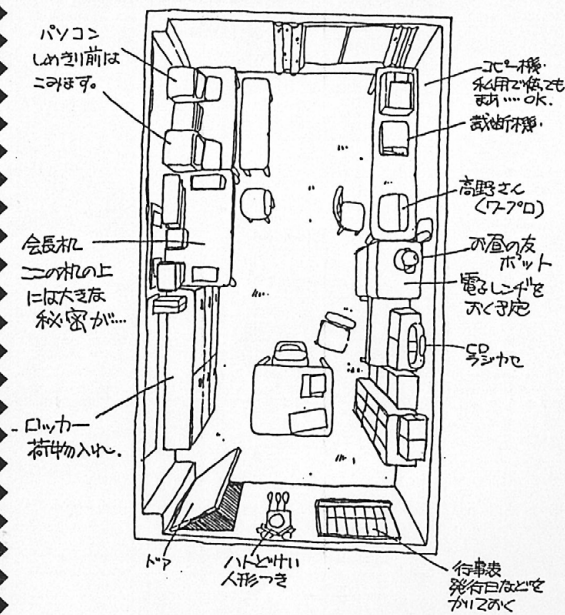 パソコン
しめきり前は
こみます。
会長机
ここの机の上
には大きな
秘密が…
ロッカー
荷物入れ.
ドア
ハトどけい
人形つき
コピー機・
私用で使っても
まあ……OK.
裁断機・
高野さん
(ワープロ)
お昼の友
ポット
電子レンジを
おく予定
CD
ラジカセ
行事表
発行日などを
かいておく